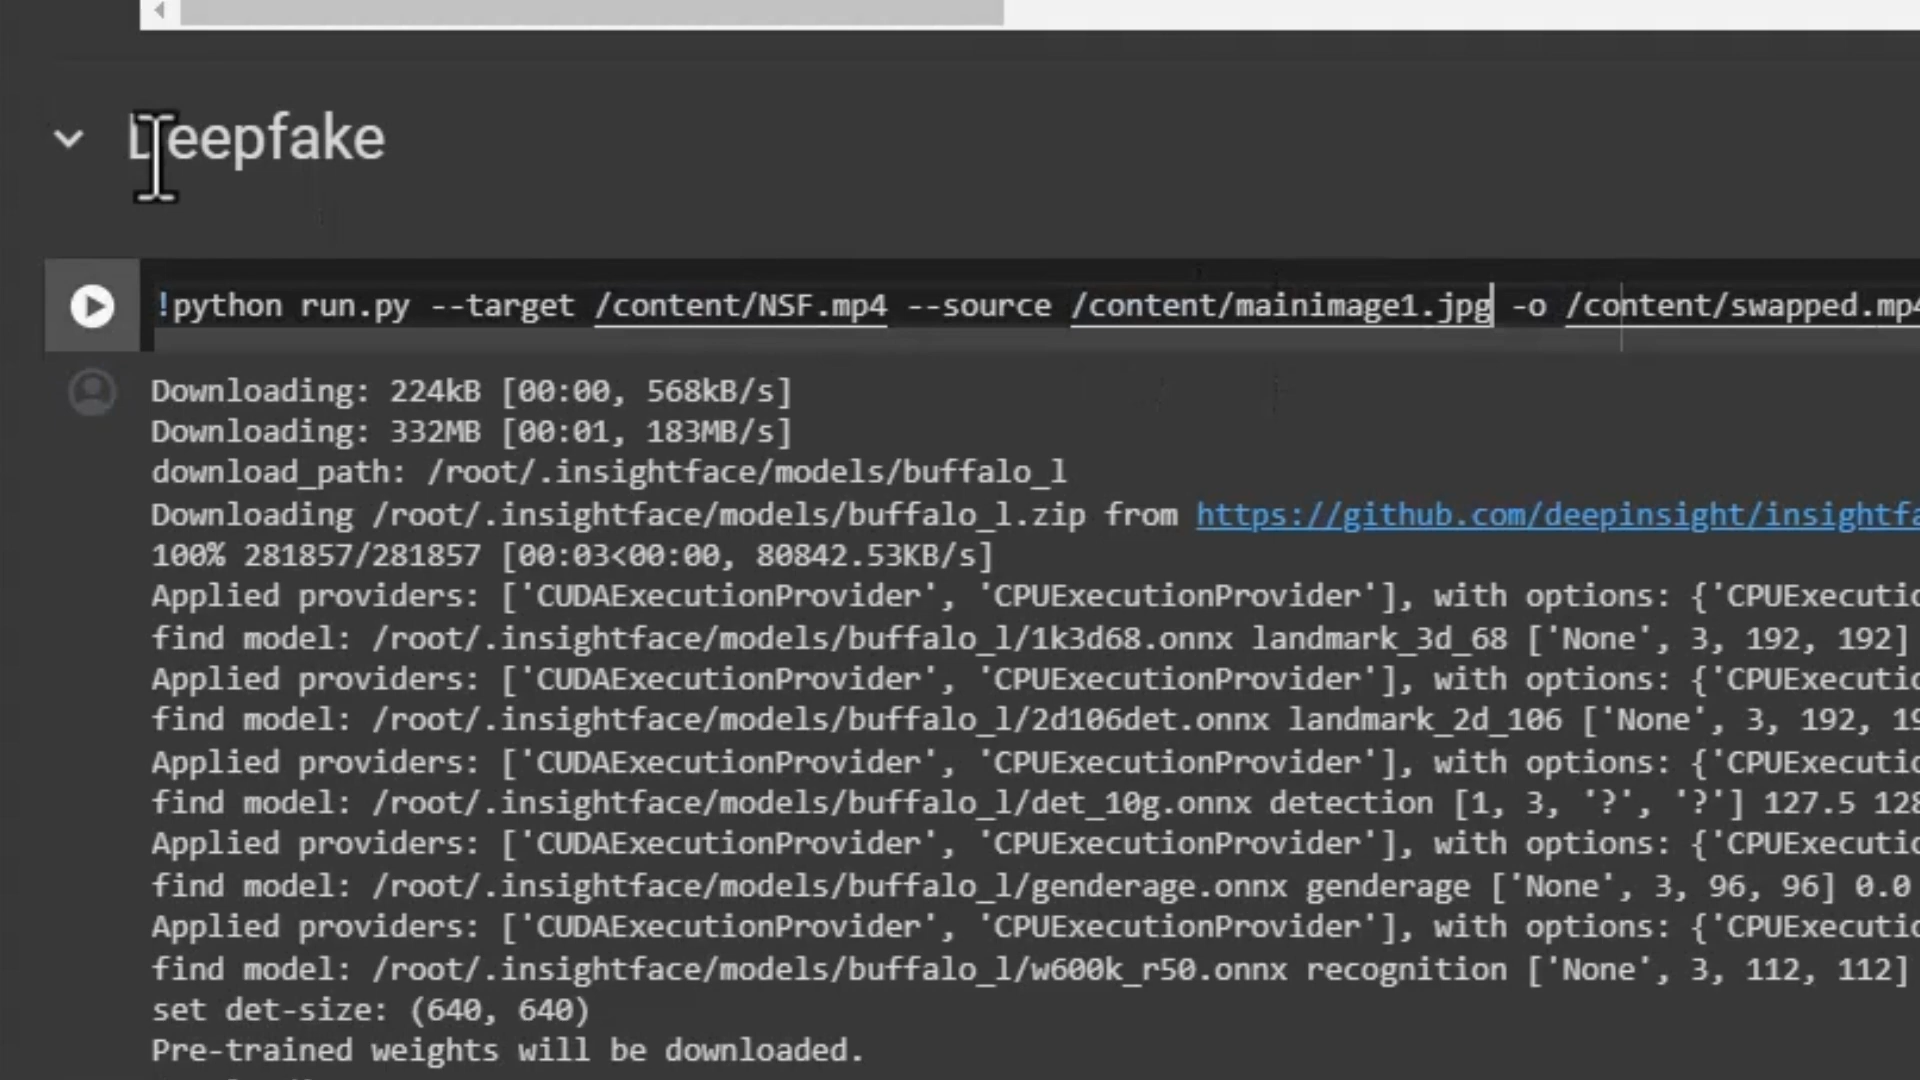 Deepfake
!python run.py --target /content/NSF.mp4 --source /content/mainimage1.jpg -o /content/swapped.mp4
Downloading: 224kB [00:00, 568kB/s]
Downloading: 332MB [00:01, 183MB/s]
download_path: /root/.insightface/models/buffalo_l
Downloading /root/.insightface/models/buffalo_l.zip from https://github.com/deepinsight/insightfa
100% 281857/281857 [00:03<00:00, 80842.53KB/s]
Applied providers: ['CUDAExecutionProvider', 'CPUExecutionProvider'], with options: {'CPUExecutio
find model: /root/.insightface/models/buffalo_l/1k3d68.onnx landmark_3d_68 ['None', 3, 192, 192]
Applied providers: ['CUDAExecutionProvider', 'CPUExecutionProvider'], with options: {'CPUExecutio
find model: /root/.insightface/models/buffalo_l/2d106det.onnx landmark_2d_106 ['None', 3, 192, 19
Applied providers: ['CUDAExecutionProvider', 'CPUExecutionProvider'], with options: {'CPUExecutio
find model: /root/.insightface/models/buffalo_l/det_10g.onnx detection [1, 3, '?', '?'] 127.5 128
Applied providers: ['CUDAExecutionProvider', 'CPUExecutionProvider'], with options: {'CPUExecutio
find model: /root/.insightface/models/buffalo_l/genderage.onnx genderage ['None', 3, 96, 96] 0.0
Applied providers: ['CUDAExecutionProvider', 'CPUExecutionProvider'], with options: {'CPUExecutio
find model: /root/.insightface/models/buffalo_l/w600k_r50.onnx recognition ['None', 3, 112, 112]
set det-size: (640, 640)
Pre-trained weights will be downloaded.